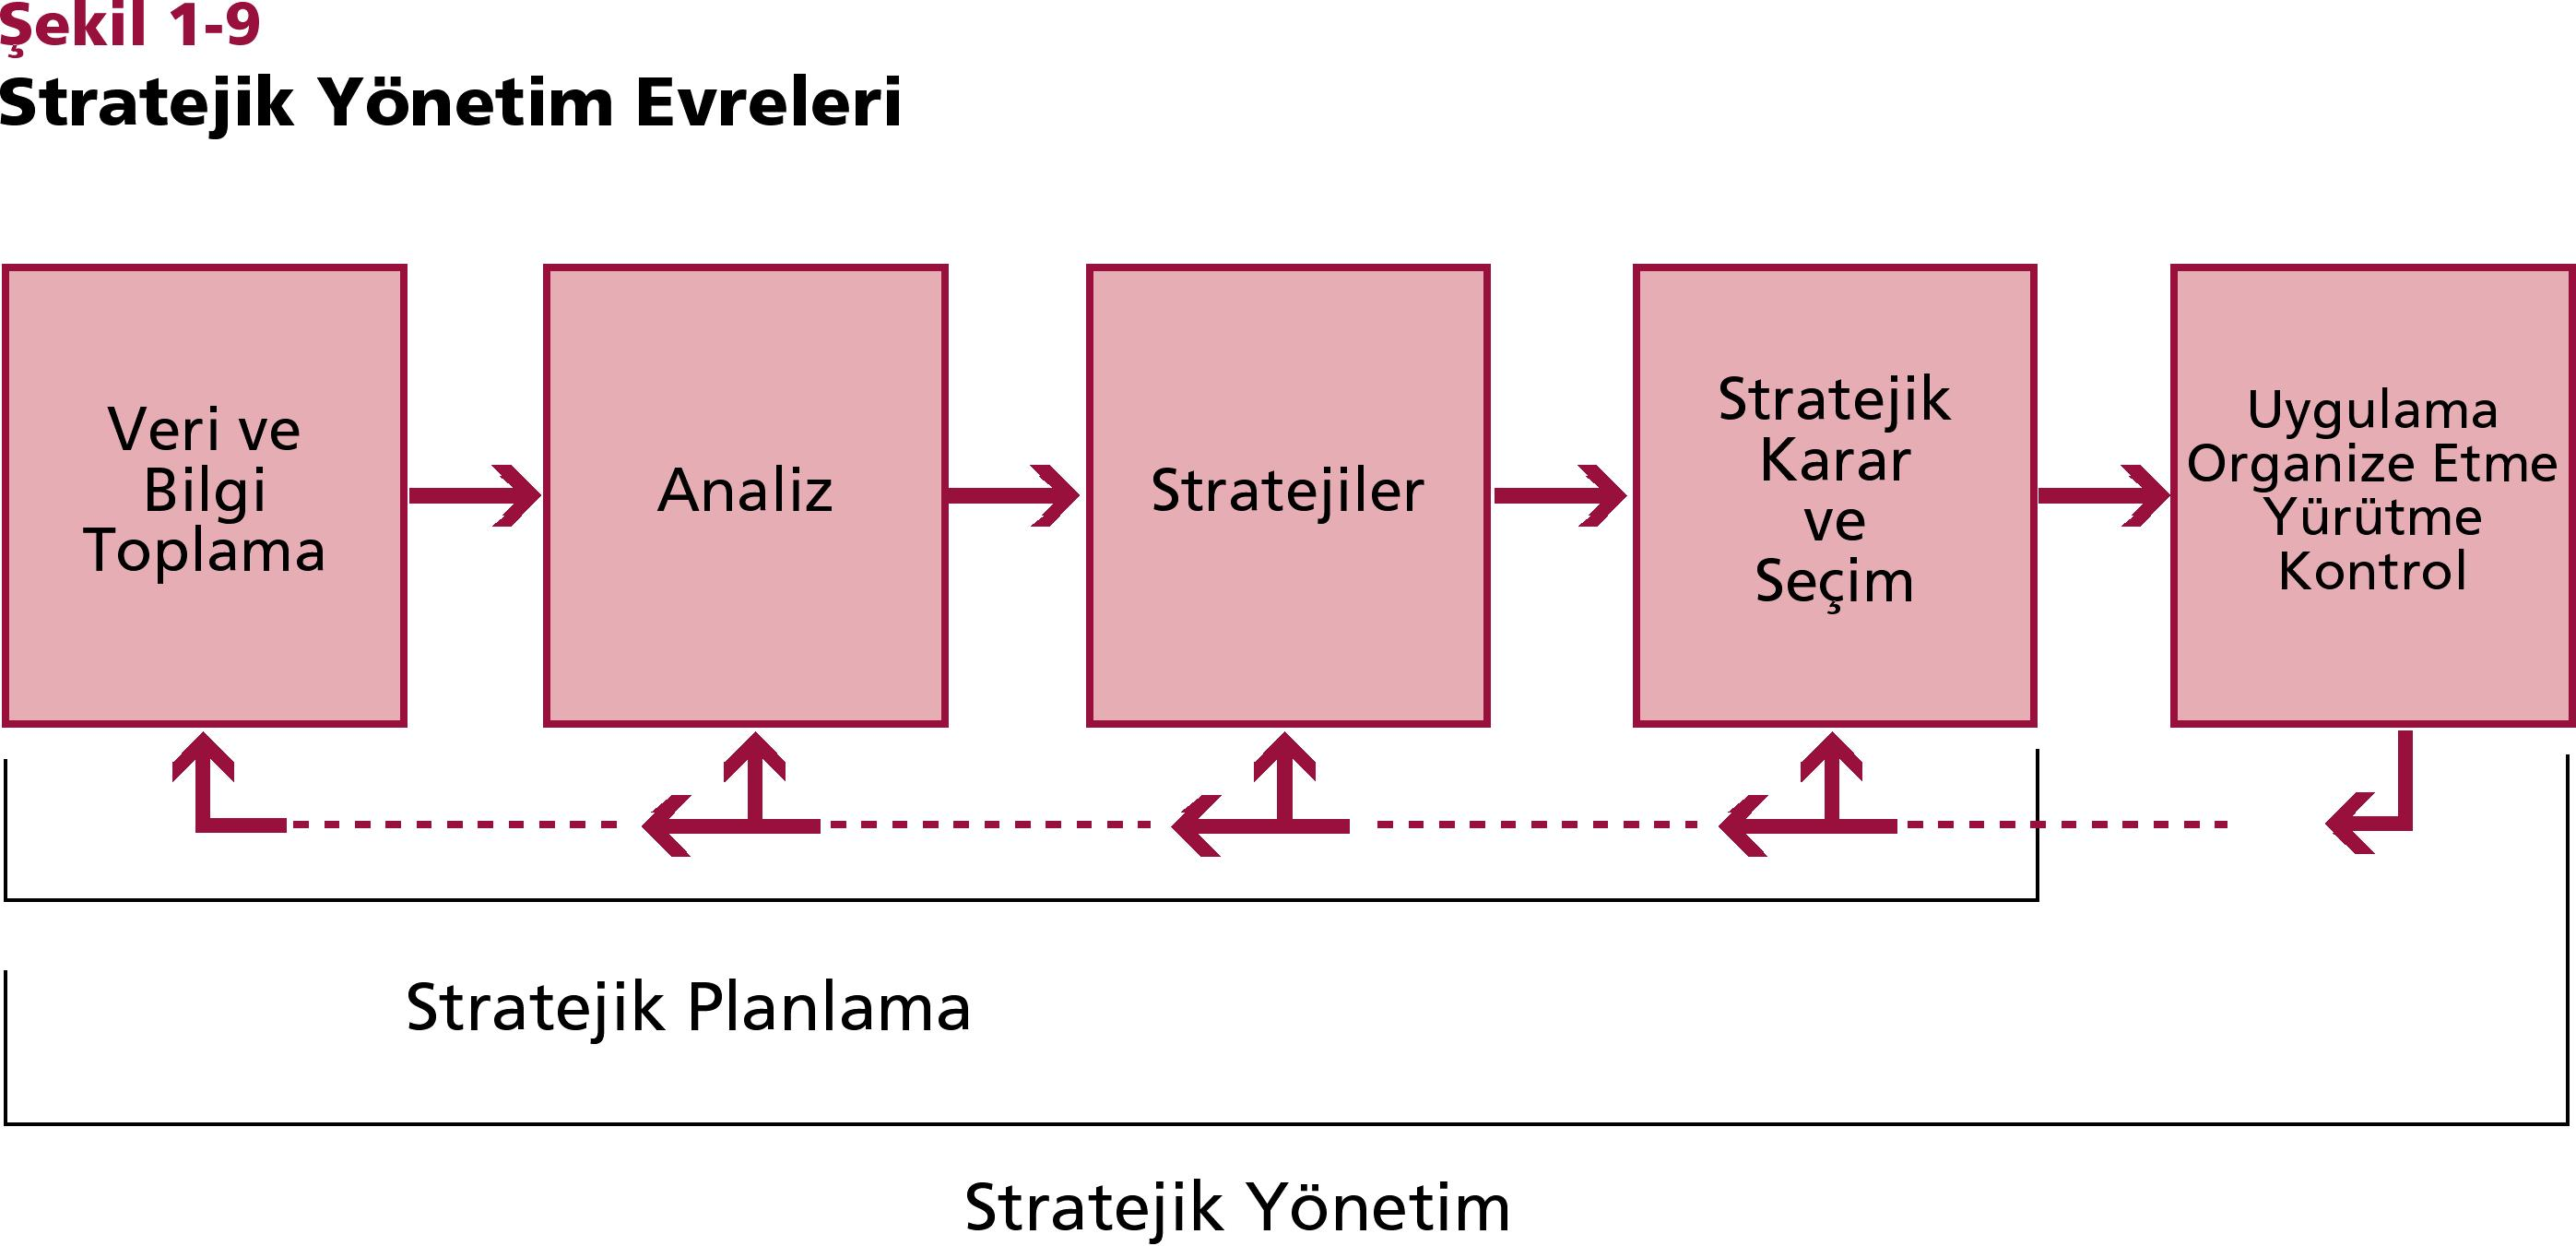 Şekil 1-9
Stratejik Yönetim Evreleri
Veri ve
Bilgi
Toplama
Analiz
Stratejiler
Stratejik
Karar
ve
Seçim
Uygulama
Organize Etme
Yürütme
Kontrol
Stratejik Planlama
Stratejik Yönetim